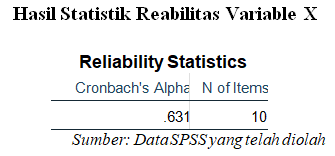 Hasil Statistik Reabilitas Variable X
Reliability Statistics
Cronbach's Alpha N of Items
.631 10
Sumber: Data SPSS yang telah diolah